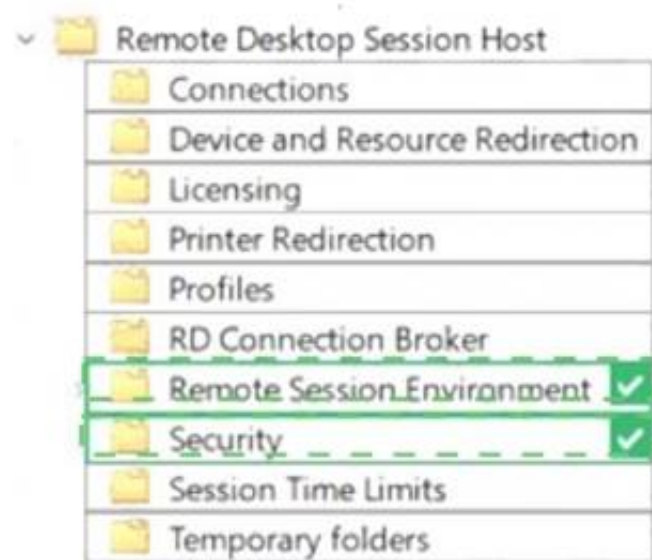 Remote Desktop Session Host
Connections
Device and Resource Redirection
Licensing
Printer Redirection
Profiles
RD Connection Broker
Remote Session Environment
Security
Session Time Limits
Temporary folders